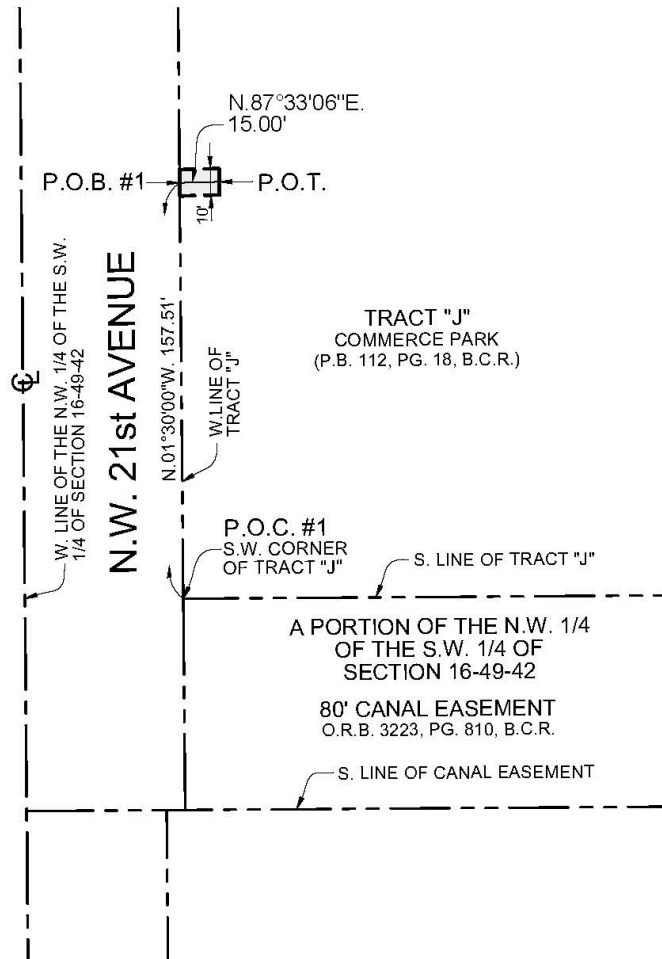 N.87°33'06"E.
15.00'
P.O.B. #1
P.O.T.
10'
W. LINE OF THE N.W. 1/4 OF THE S.W.
1/4 OF SECTION 16-49-42
N.W. 21st AVENUE
N.01°30'00"W. 157.51'
W.LINE OF
TRACT "J"
TRACT "J"
COMMERCE PARK
(P.B. 112, PG. 18, B.C.R.)
CL
P.O.C. #1
S.W. CORNER
OF TRACT "J"
S. LINE OF TRACT "J"
A PORTION OF THE N.W. 1/4
OF THE S.W. 1/4 OF
SECTION 16-49-42
80' CANAL EASEMENT
O.R.B. 3223, PG. 810, B.C.R.
S. LINE OF CANAL EASEMENT